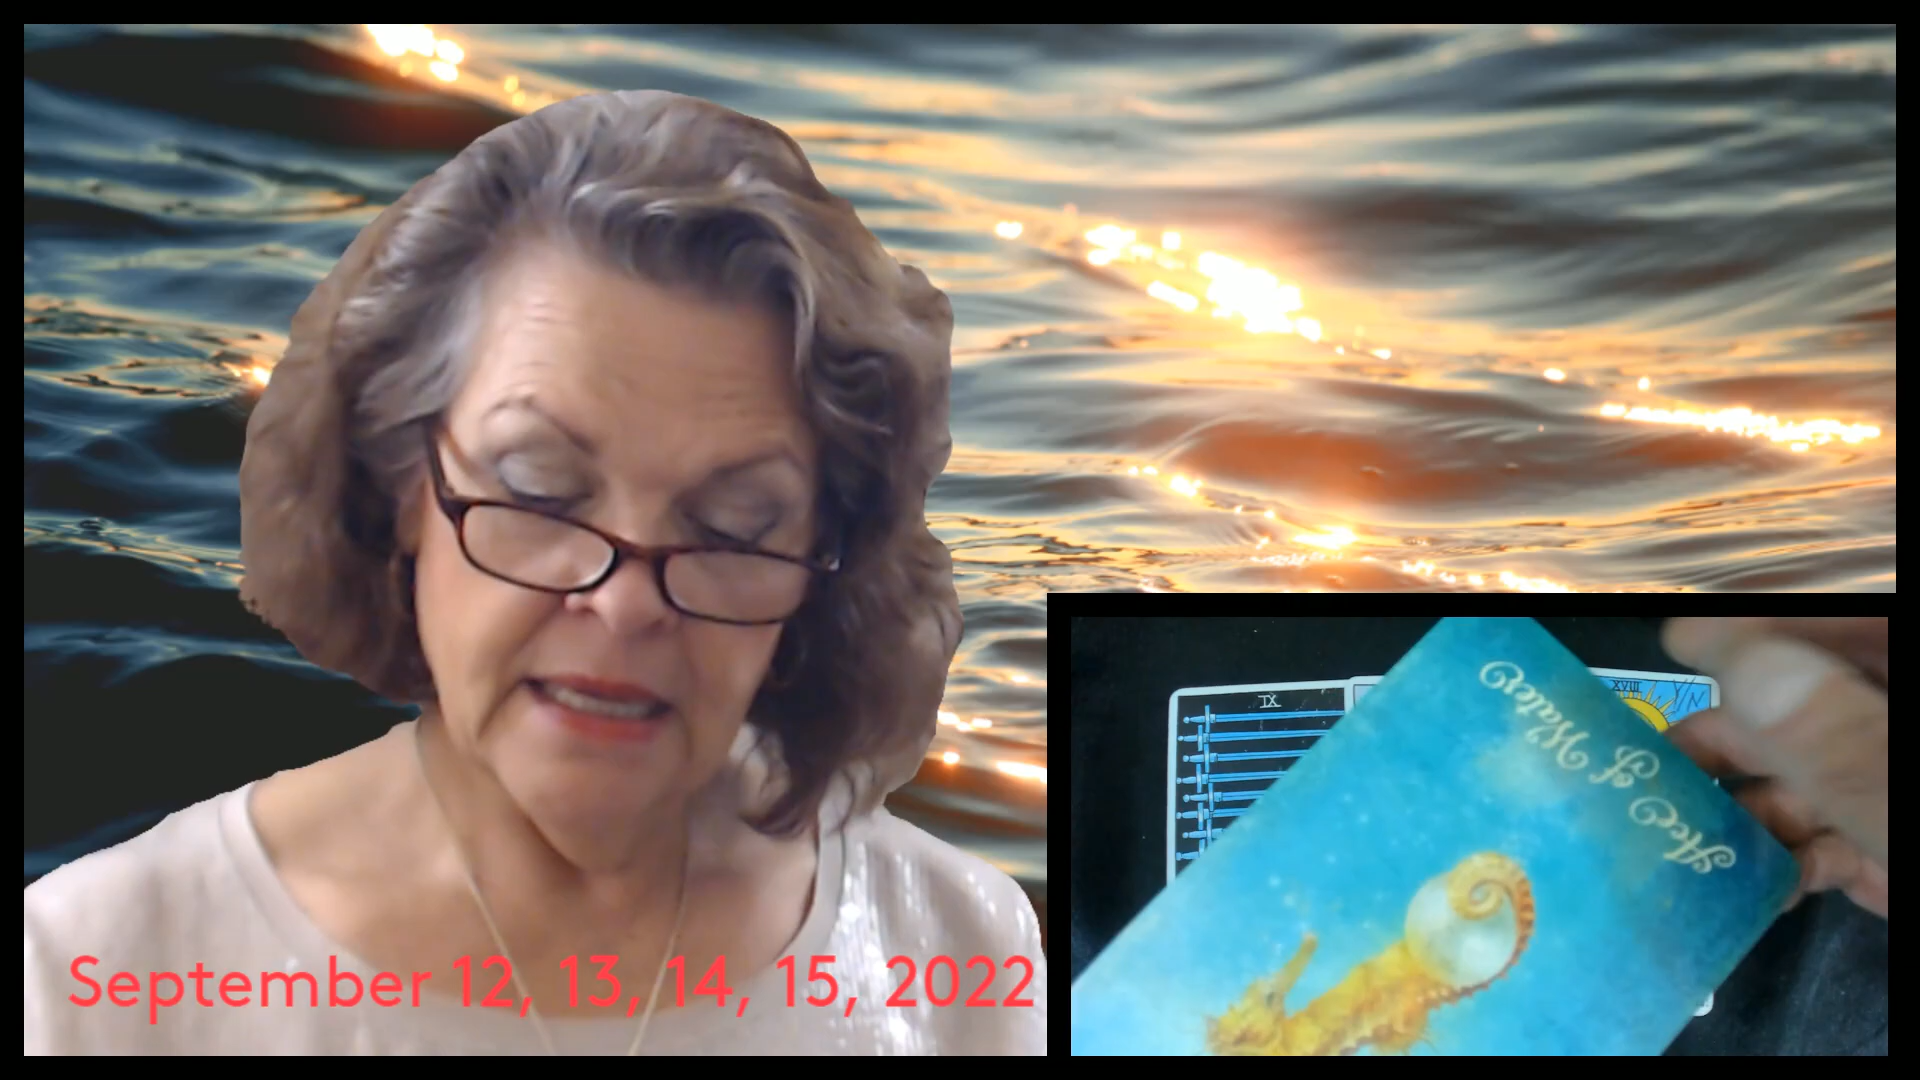 September 12, 13, 14, 15, 2022
IX
XVIII
Ace of Water